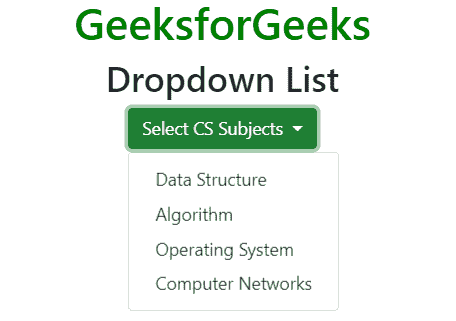 GeeksforGeeks
Dropdown List
Select CS Subjects
Data Structure
Algorithm
Operating System
Computer Networks